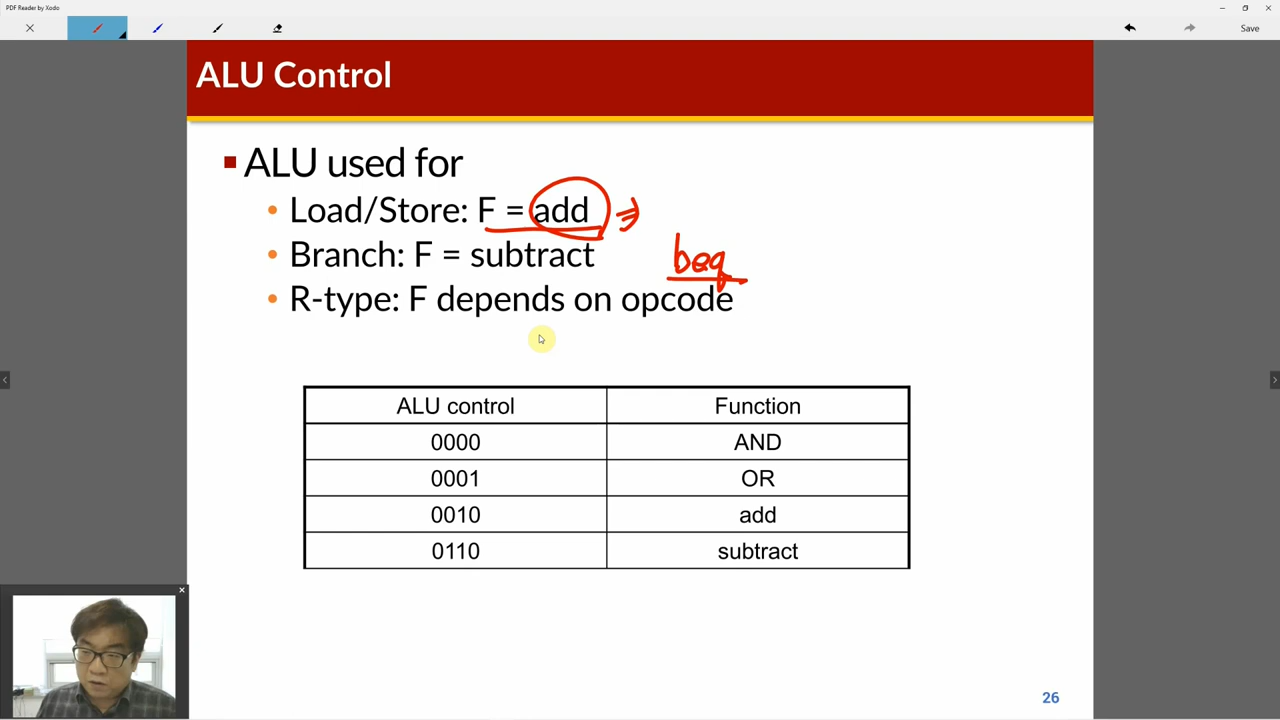 PDF Reader by Xodo
Save
ALU Control
ALU used for
Load/Store: F = add ⇒
Branch: F = subtract
beq
R-type: F depends on opcode
ALU control Function
0000 AND
0001 OR
0010 add
0110 subtract
26